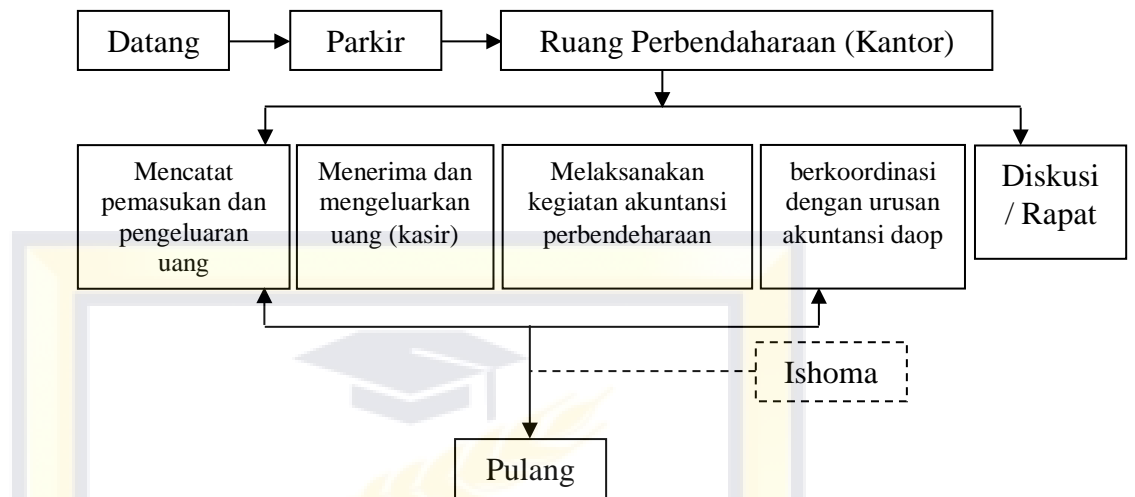 Datang
Parkir
Ruang Perbendaharaan (Kantor)
Mencatat
pemasukan dan
pengeluaran
uang
Menerima dan
mengeluarkan
uang (kasir)
Melaksanakan
kegiatan akuntansi
perbendeharaan
berkoordinasi
dengan urusan
akuntansi daop
Diskusi
/ Rapat
Ishoma
Pulang